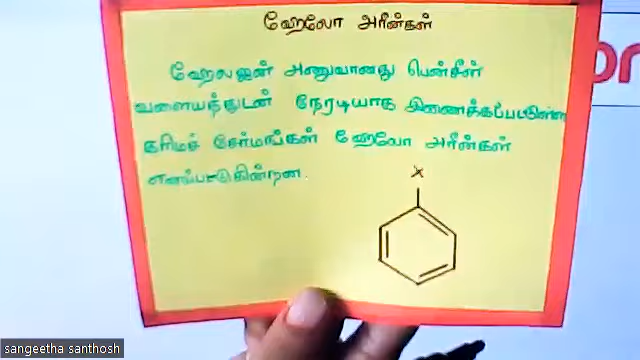 ஹேலோ அரீன்கள்
ஹேலஜன் அணுவானது பென்சீன்
வளையத்துடன் நேரடியாக இணைக்கப்பட்டுள்ள
கரிமச் சேர்மங்கள் ஹேலோ அரீன்கள்
எனப்படுகின்றன.
X
sangeetha santhosh